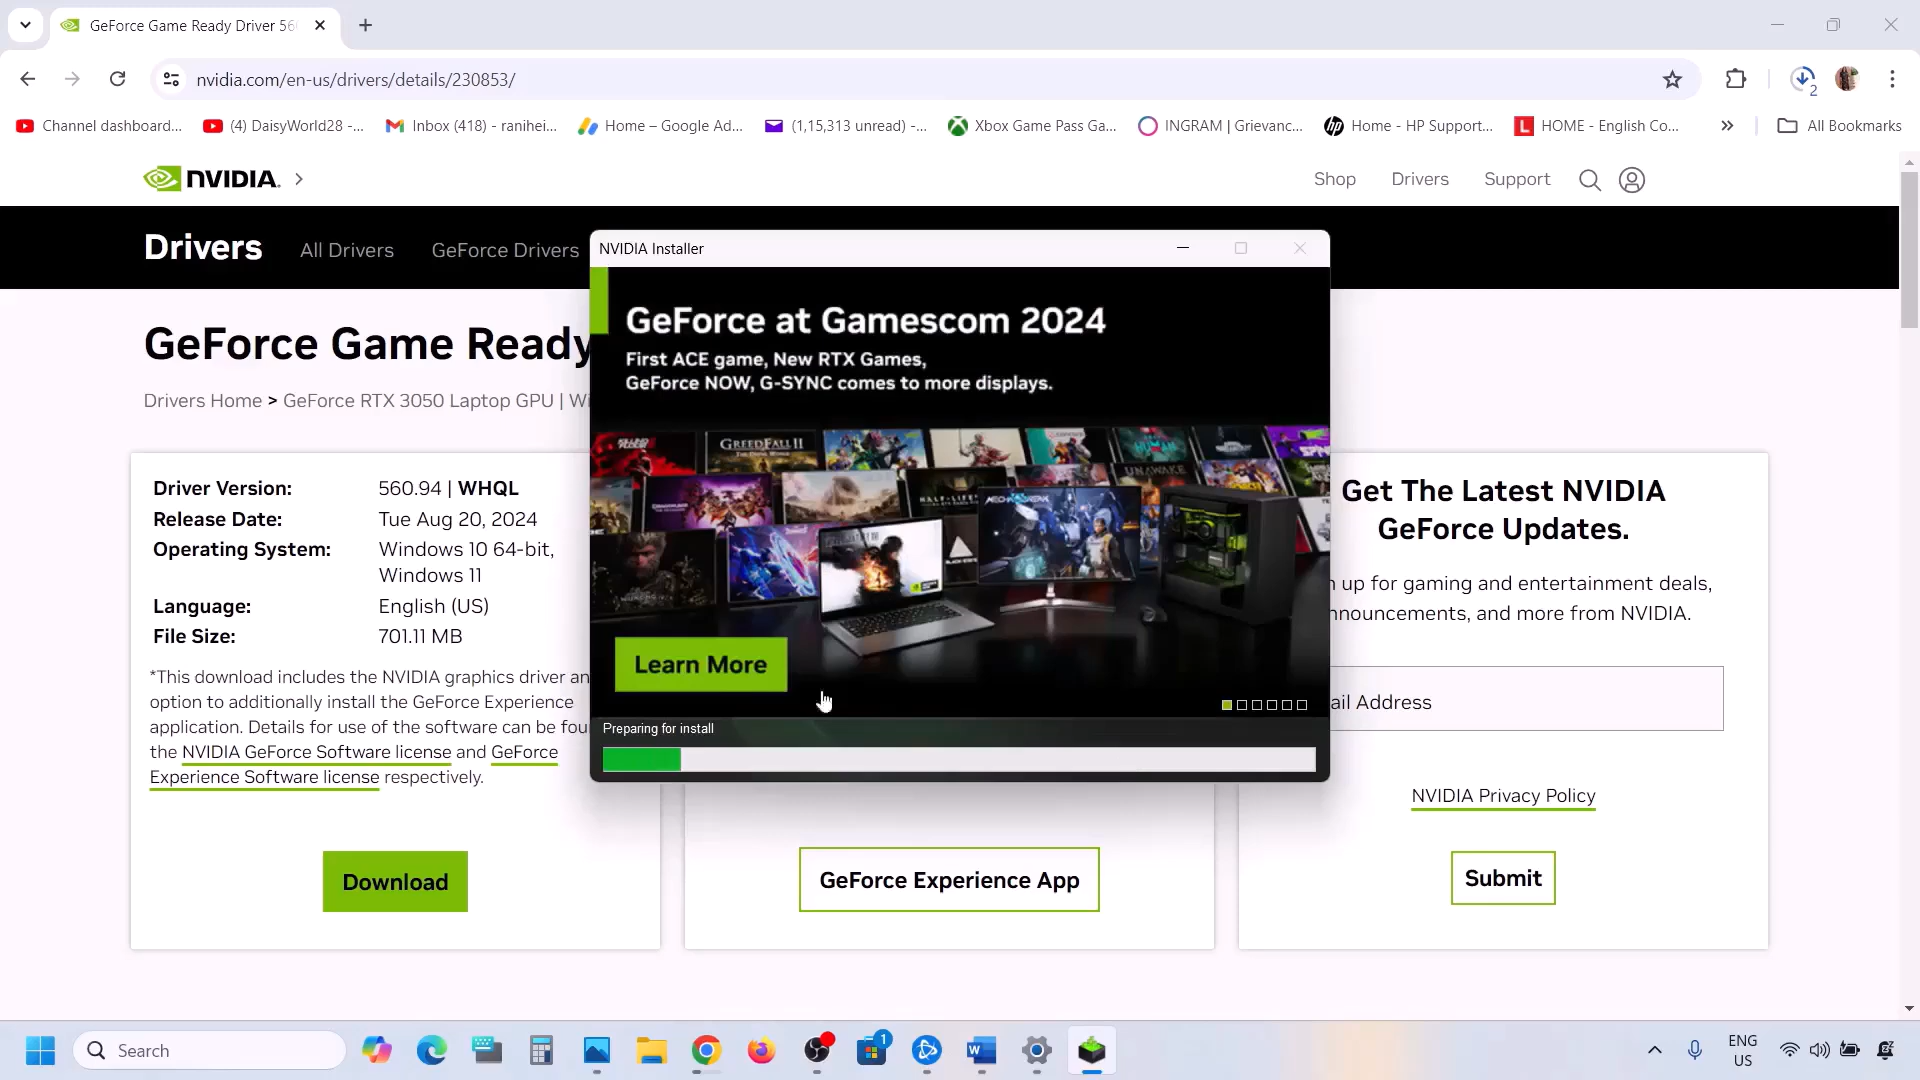 GeForce Game Ready Driver 56
nvidia.com/en-us/drivers/details/230853/
2
Channel dashboard...
(4) DaisyWorld28 -...
Inbox (418) - ranihei...
Home – Google Ad...
(1,15,313 unread) -...
Xbox Game Pass Ga...
INGRAM | Grievanc...
Home - HP Support...
HOME - English Co...
All Bookmarks
NVIDIA.
Shop
Drivers
Support
Drivers
All Drivers
GeForce Drivers
NVIDIA Installer
GeForce at Gamescom 2024
First ACE game, New RTX Games,
GeForce NOW, G-SYNC comes to more displays.
GREEDFALL II
HALF-LIFE
MECHABREAK
Learn More
Preparing for install
GeForce Game Ready
Drivers Home > GeForce RTX 3050 Laptop GPU | Wi
Driver Version: 560.94 | WHQL
Release Date: Tue Aug 20, 2024
Operating System: Windows 10 64-bit,
Windows 11
Language: English (US)
File Size: 701.11 MB
*This download includes the NVIDIA graphics driver an
option to additionally install the GeForce Experience
application. Details for use of the software can be fou
the NVIDIA GeForce Software license and GeForce
Experience Software license respectively.
Download
GeForce Experience App
Get The Latest NVIDIA
GeForce Updates.
n up for gaming and entertainment deals,
nnouncements, and more from NVIDIA.
ail Address
NVIDIA Privacy Policy
Submit
Search
1
ENG
US